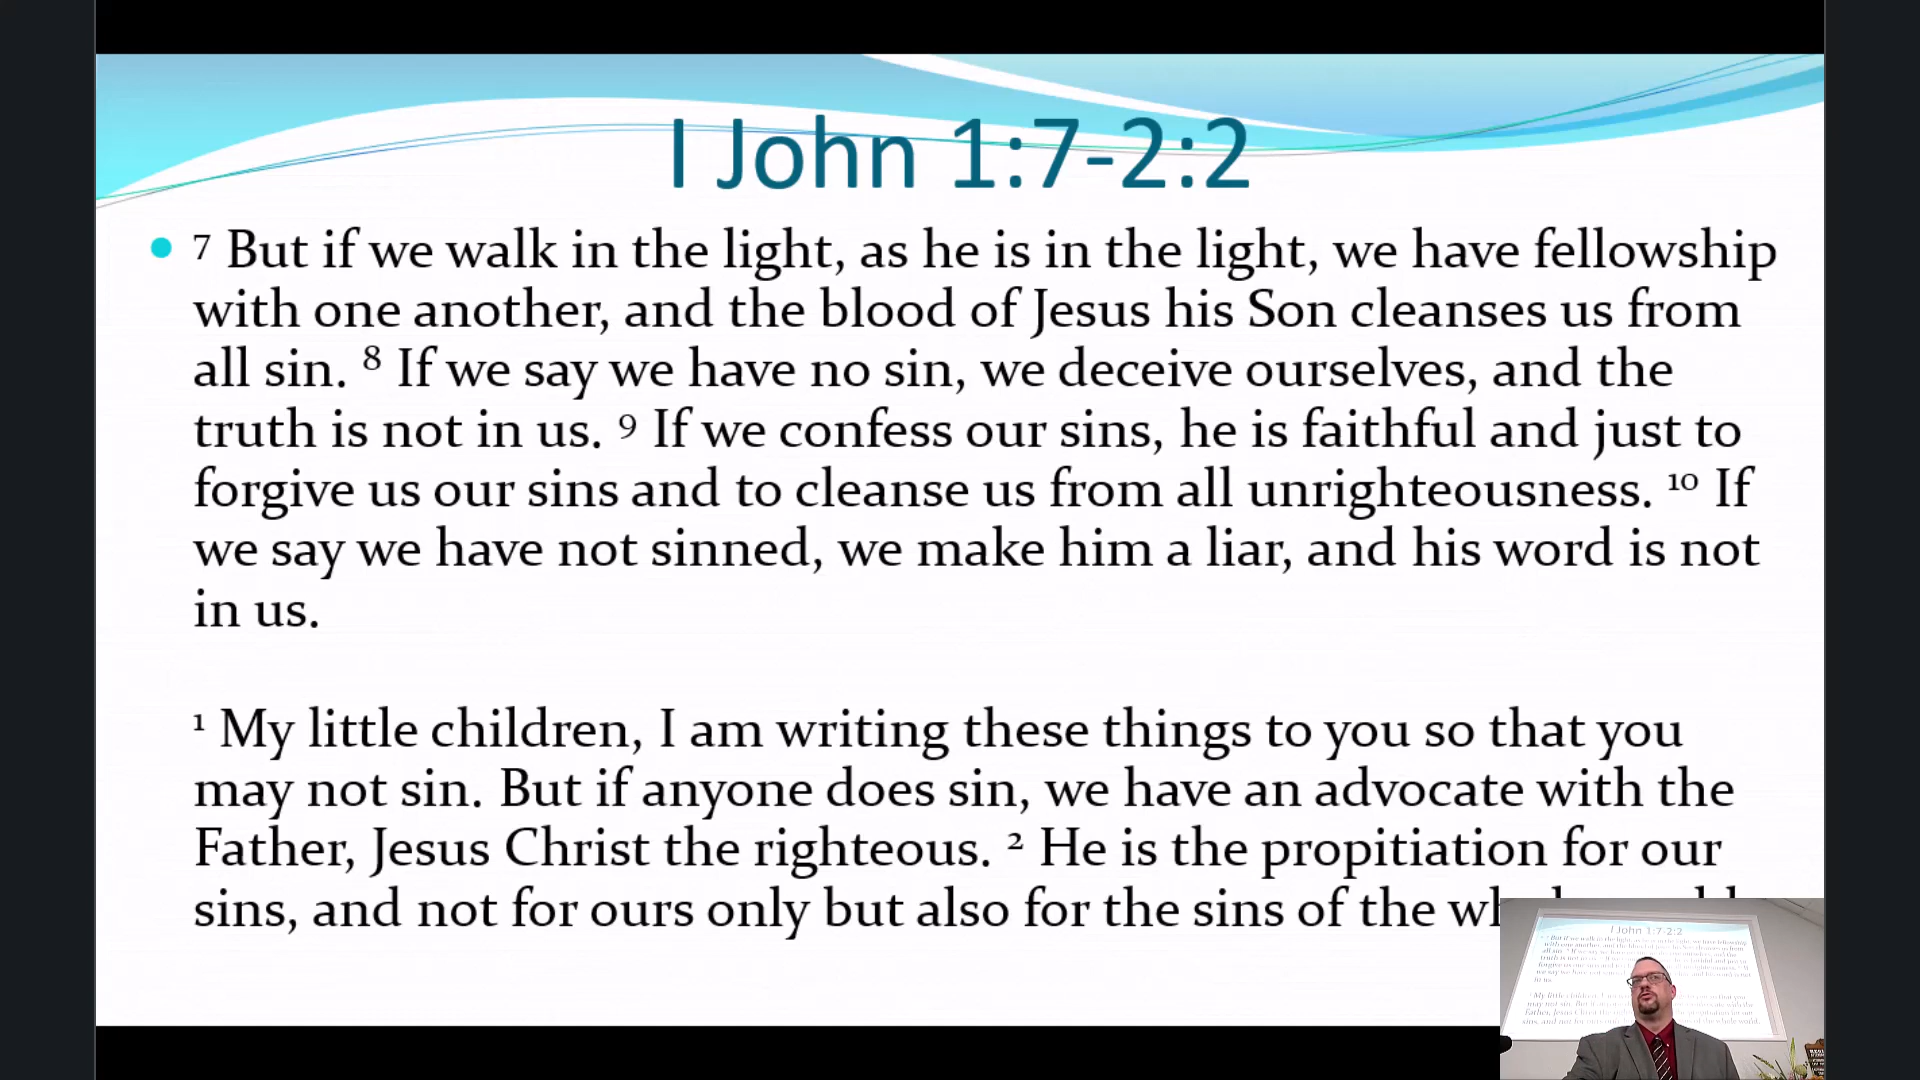 I John 1:7-2:2
7 But if we walk in the light, as he is in the light, we have fellowship
with one another, and the blood of Jesus his Son cleanses us from
all sin. 8 If we say we have no sin, we deceive ourselves, and the
truth is not in us. 9 If we confess our sins, he is faithful and just to
forgive us our sins and to cleanse us from all unrighteousness. 10 If
we say we have not sinned, we make him a liar, and his word is not
in us.
1 My little children, I am writing these things to you so that you
may not sin. But if anyone does sin, we have an advocate with the
Father, Jesus Christ the righteous. 2 He is the propitiation for our
sins, and not for ours only but also for the sins of the
I John 1:7-2:2